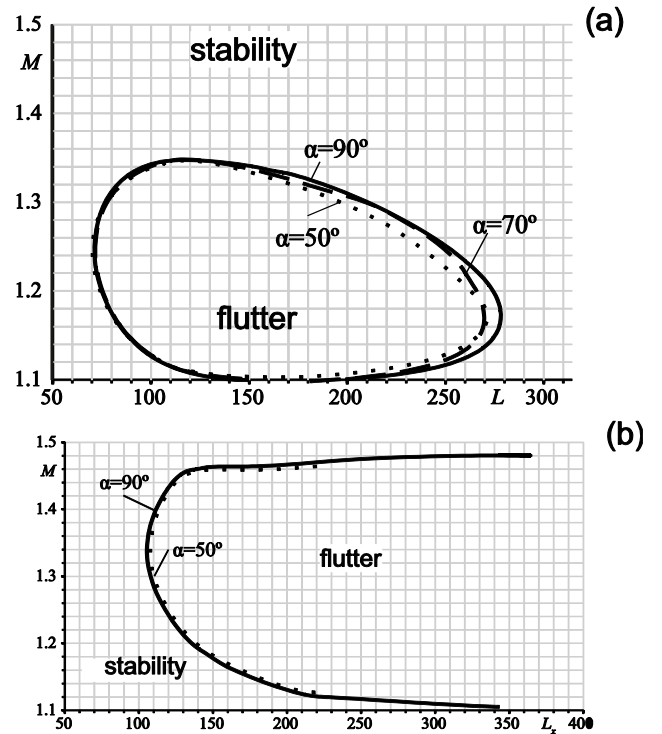 (a)
1.5
stability
M
1.4
α=90º
1.3
α=50º
α=70º
1.2
flutter
1.1
50 100 150 200 250 L 300
(b)
1.5
M
α=90º
1.4
α=50º
flutter
1.3
1.2
stability
1.1
50 100 150 200 250 300 350 Lx 400